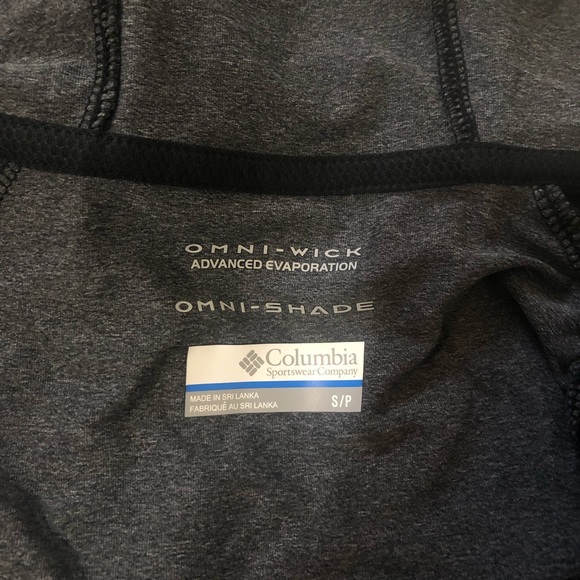 OMNI-WICK
ADVANCED EVAPORATION
OMNI-SHADE
Columbia
Sportswear Company
MADE IN SRI LANKA
FABRIQUÉ AU SRI LANKA
S/P